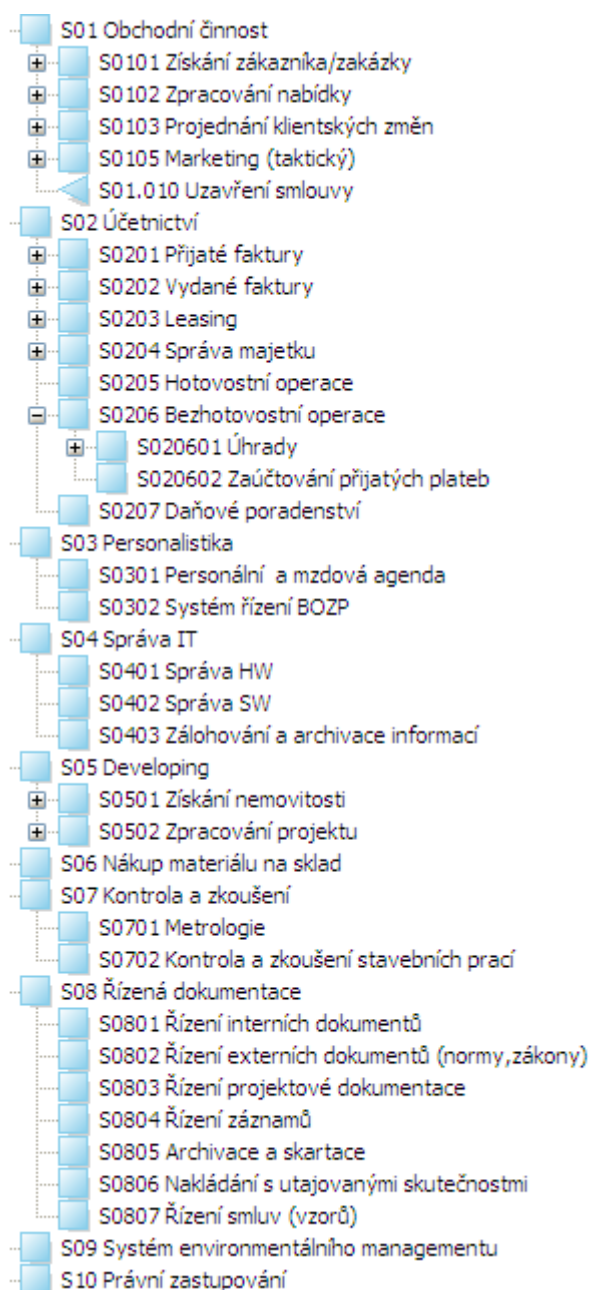 S01 Obchodní činnost
S0101 Získání zákazníka/zakázky
S0102 Zpracování nabídky
S0103 Projednání klientských změn
S0105 Marketing (taktický)
S01.010 Uzavření smlouvy
S02 Účetnictví
S0201 Přijaté faktury
S0202 Vydané faktury
S0203 Leasing
S0204 Správa majetku
S0205 Hotovostní operace
S0206 Bezhotovostní operace
S020601 Úhrady
S020602 Zaúčtování přijatých plateb
S0207 Daňové poradenství
S03 Personalistika
S0301 Personální a mzdová agenda
S0302 Systém řízení BOZP
S04 Správa IT
S0401 Správa HW
S0402 Správa SW
S0403 Zálohování a archivace informací
S05 Developing
S0501 Získání nemovitosti
S0502 Zpracování projektu
S06 Nákup materiálu na sklad
S07 Kontrola a zkoušení
S0701 Metrologie
S0702 Kontrola a zkoušení stavebních prací
S08 Řízená dokumentace
S0801 Řízení interních dokumentů
S0802 Řízení externích dokumentů (normy,zákony)
S0803 Řízení projektové dokumentace
S0804 Řízení záznamů
S0805 Archivace a skartace
S0806 Nakládání s utajovanými skutečnostmi
S0807 Řízení smluv (vzorů)
S09 Systém environmentálního managementu
S10 Právní zastupování